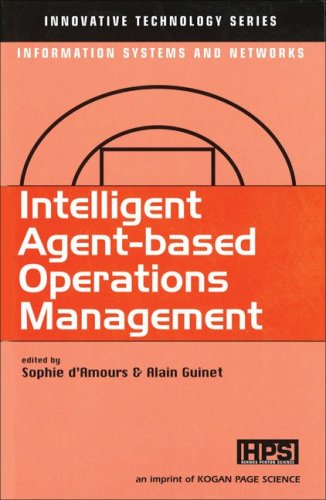 INNOVATIVE TECHNOLOGY SERIES
INFORMATION SYSTEMS AND NETWORKS
Intelligent
Agent-based
Operations
Management
edited by
Sophie d'Amours & Alain Guinet
HPS
HERMES PENTON SCIENCE
an imprint of KOGAN PAGE SCIENCE